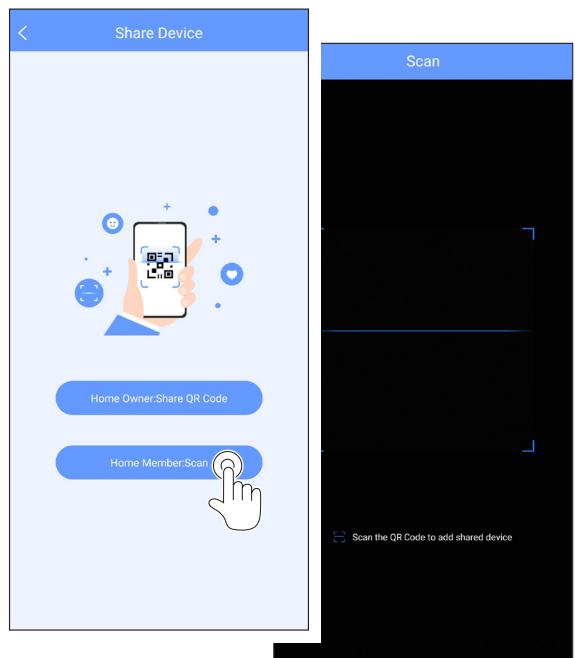 Share Device
Home Owner:Share QR Code
Home Member:Scan
Scan
Scan the QR Code to add shared device